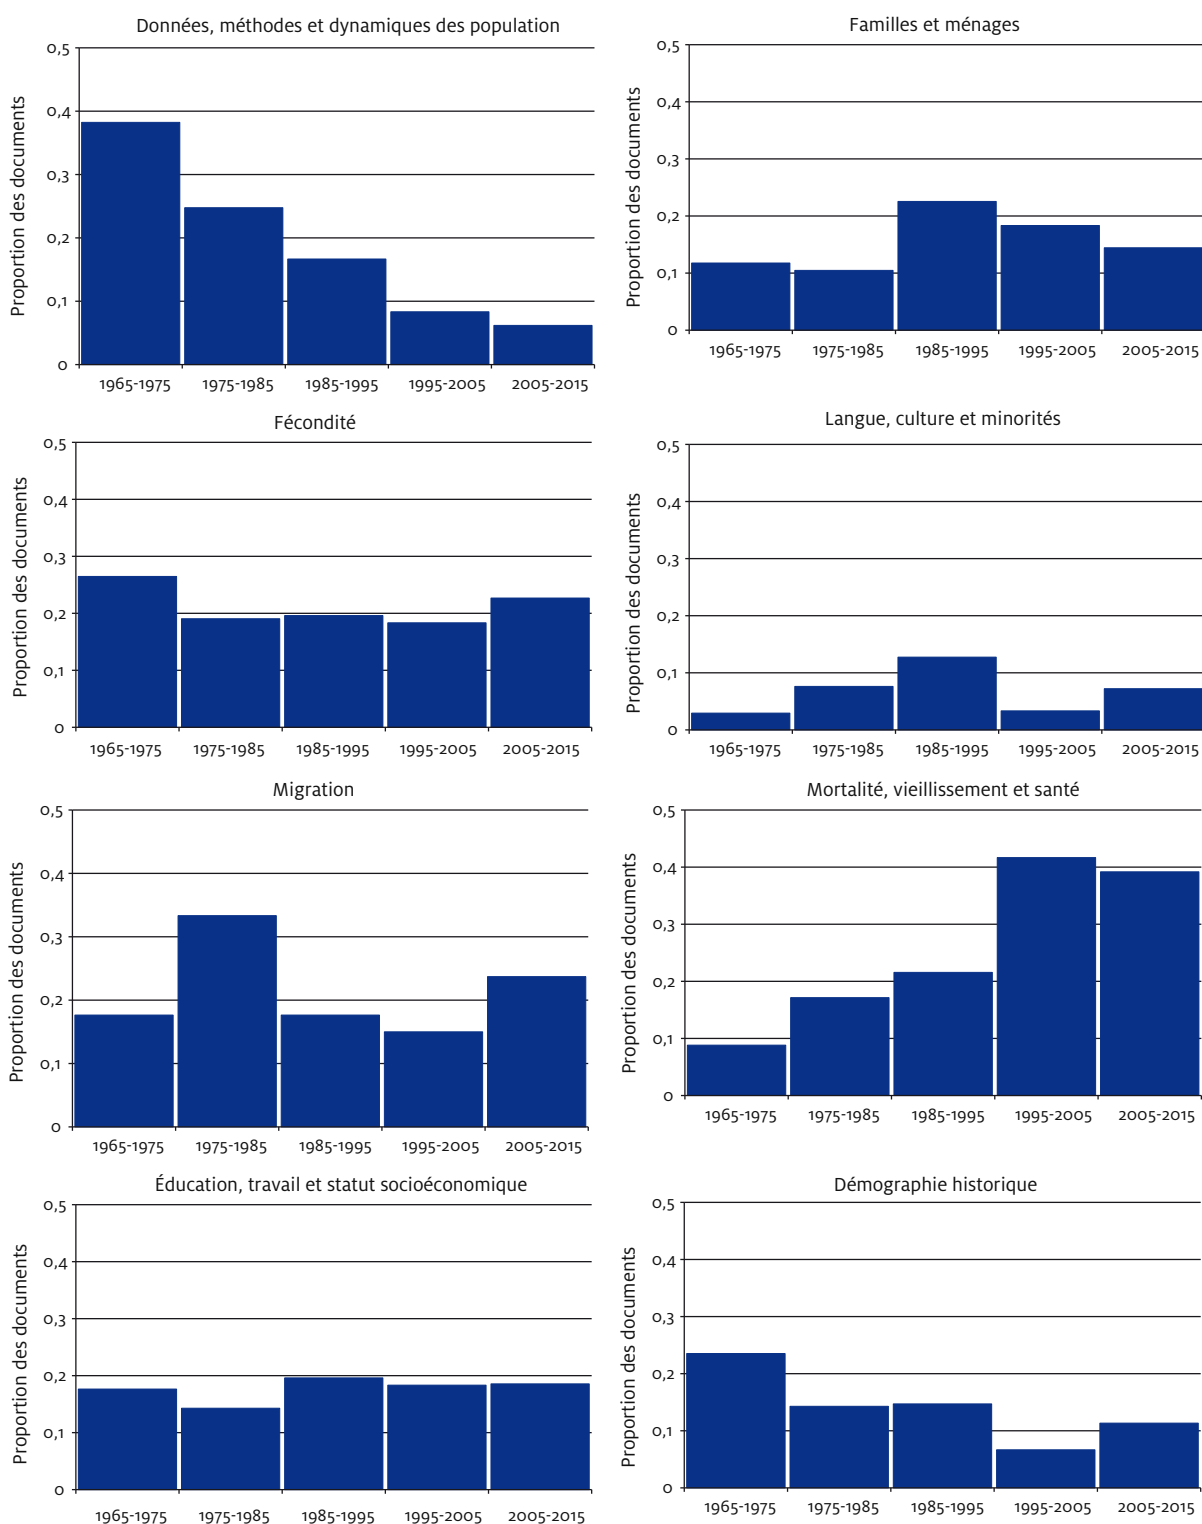 Données, méthodes et dynamiques des population
Proportion des documents
0,5
0,4
0,3
0,2
0,1
0
1965-1975 1975-1985 1985-1995 1995-2005 2005-2015
Familles et ménages
Proportion des documents
0,5
0,4
0,3
0,2
0,1
0
1965-1975 1975-1985 1985-1995 1995-2005 2005-2015
Fécondité
Proportion des documents
0,5
0,4
0,3
0,2
0,1
0
1965-1975 1975-1985 1985-1995 1995-2005 2005-2015
Langue, culture et minorités
Proportion des documents
0,5
0,4
0,3
0,2
0,1
0
1965-1975 1975-1985 1985-1995 1995-2005 2005-2015
Migration
Proportion des documents
0,5
0,4
0,3
0,2
0,1
0
1965-1975 1975-1985 1985-1995 1995-2005 2005-2015
Mortalité, vieillissement et santé
Proportion des documents
0,5
0,4
0,3
0,2
0,1
0
1965-1975 1975-1985 1985-1995 1995-2005 2005-2015
Éducation, travail et statut socioéconomique
Proportion des documents
0,5
0,4
0,3
0,2
0,1
0
1965-1975 1975-1985 1985-1995 1995-2005 2005-2015
Démographie historique
Proportion des documents
0,5
0,4
0,3
0,2
0,1
0
1965-1975 1975-1985 1985-1995 1995-2005 2005-2015